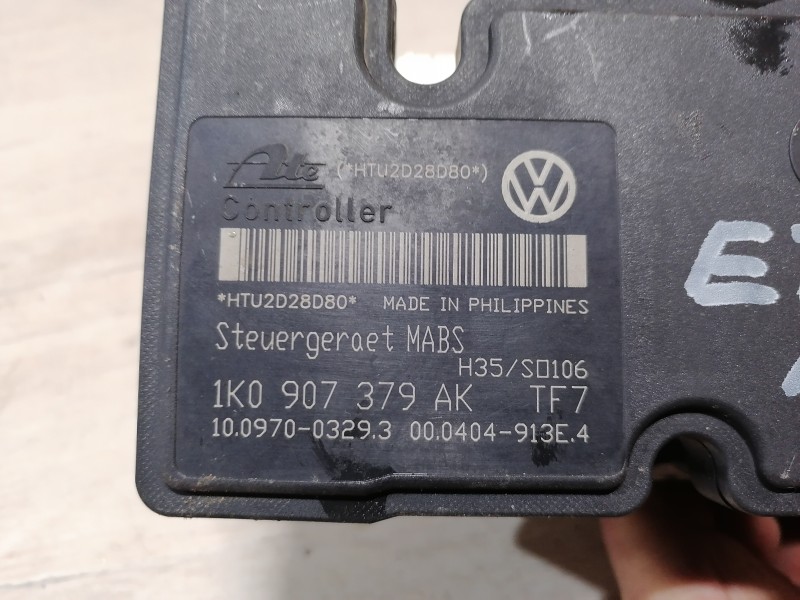 Ate (*HTU2D28D80*)
Controller
*HTU2D28D80* MADE IN PHILIPPINES
Steuergeraet MABS
H35/S□106
1K0 907 379 AK TF7
10.0970-0329.3 00.0404-913E.4